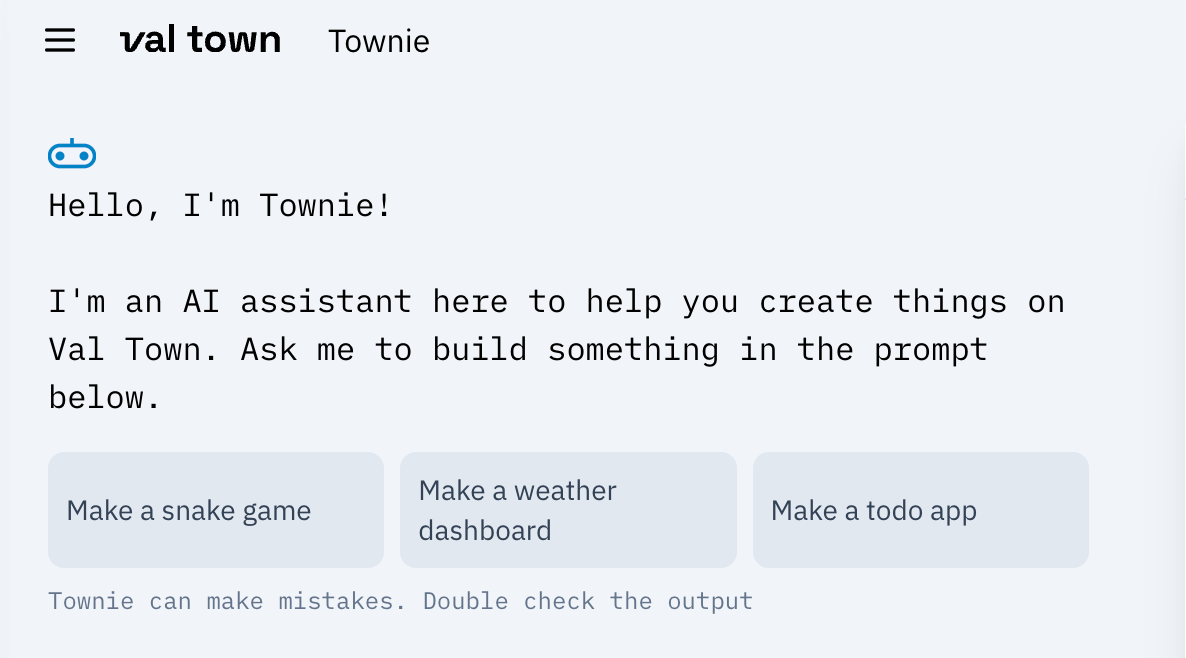 val town Townie
Hello, I'm Townie!
I'm an AI assistant here to help you create things on
Val Town. Ask me to build something in the prompt
below.
Make a snake game
Make a weather
dashboard
Make a todo app
Townie can make mistakes. Double check the output